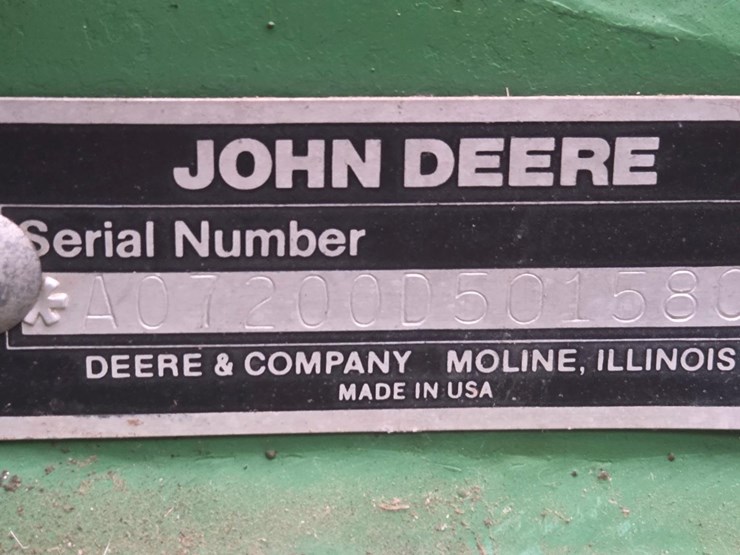 JOHN DEERE
Serial Number
*A07200D501580
DEERE & COMPANY MOLINE, ILLINOIS
MADE IN USA